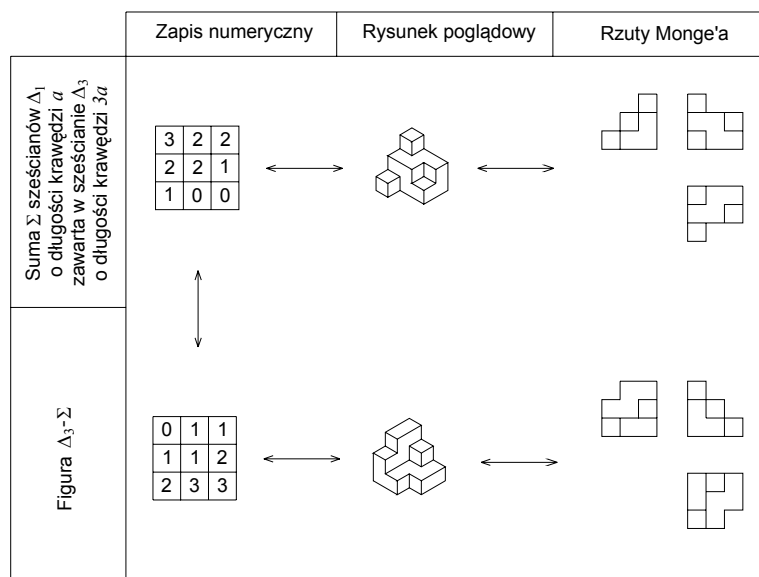 Zapis numeryczny
Rysunek poglądowy
Rzuty Monge'a
Suma Σ sześcianów Δ₁
o długości krawędzi a
zawarta w sześcianie Δ₃
o długości krawędzi 3a
3 2 2
2 2 1
1 0 0
Figura Δ₃-Σ
0 1 1
1 1 2
2 3 3